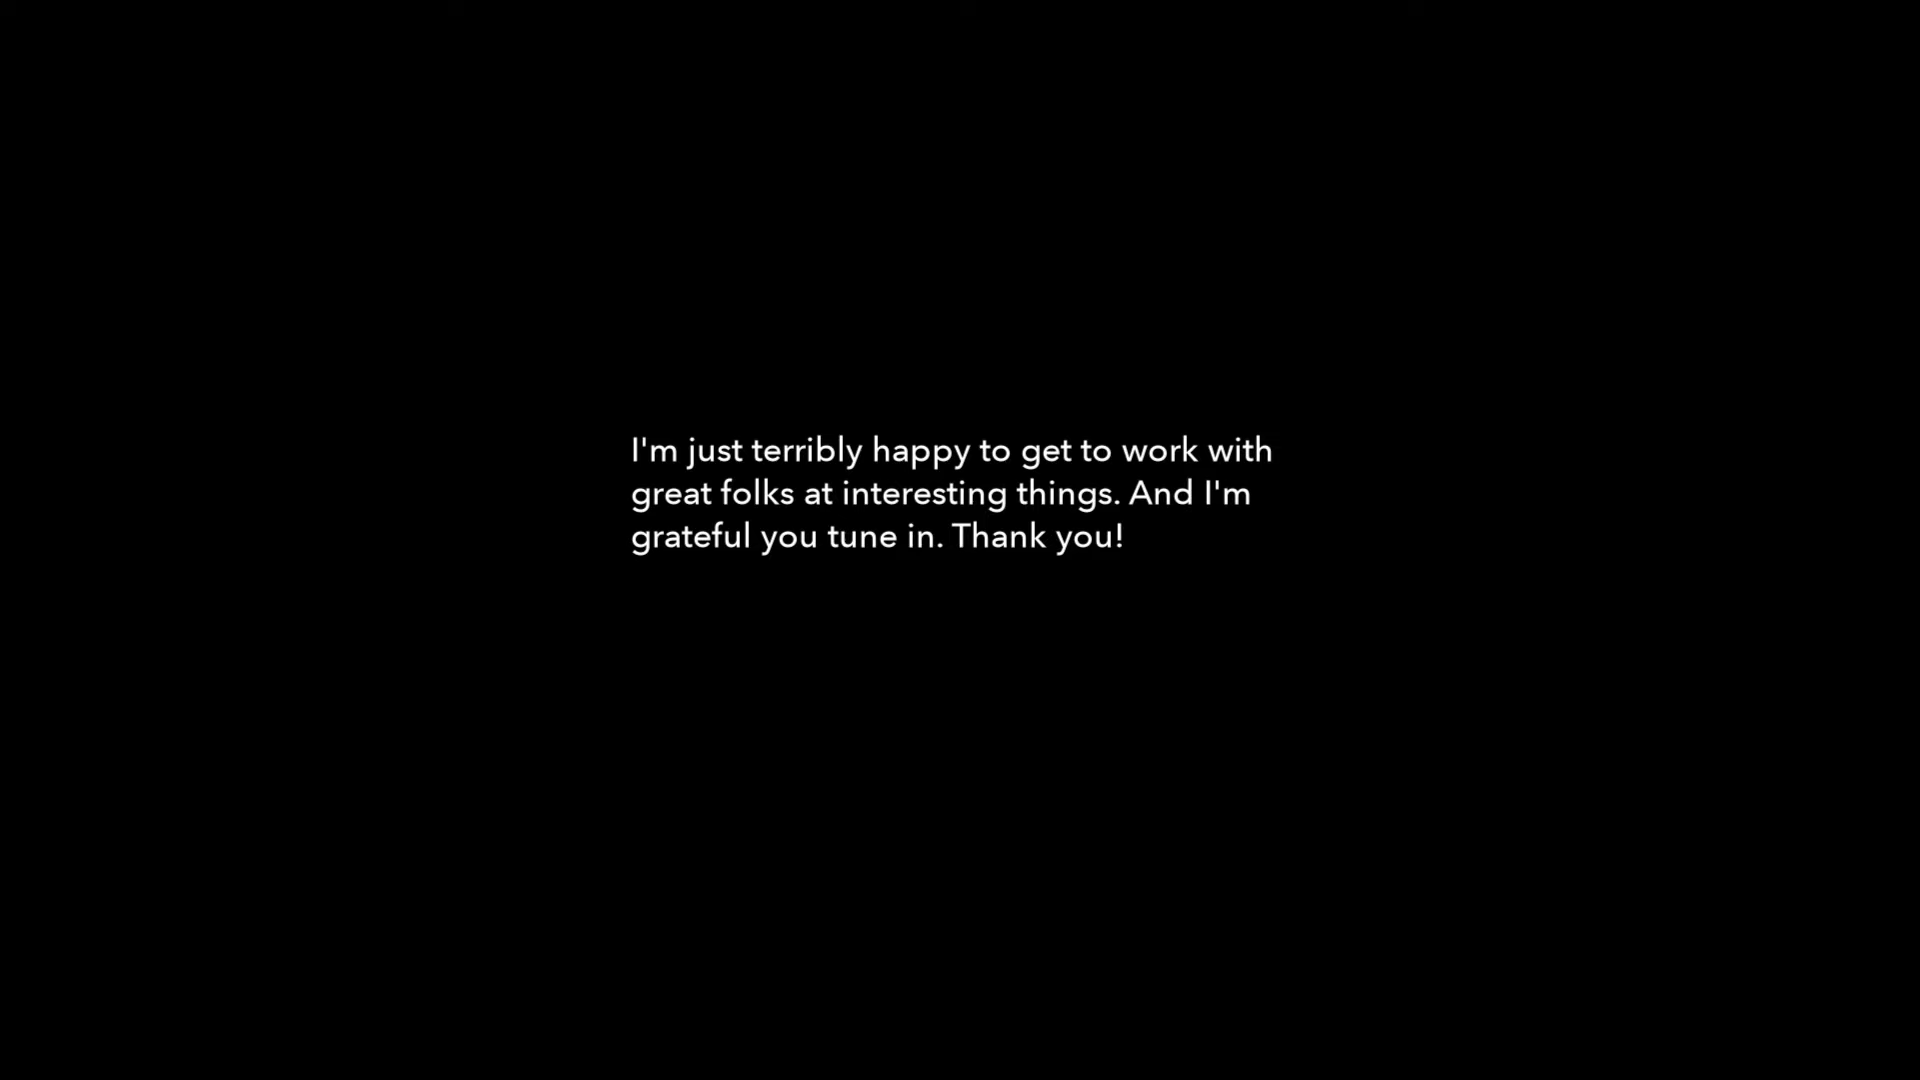 I'm just terribly happy to get to work with
great folks at interesting things. And I'm
grateful you tune in. Thank you!